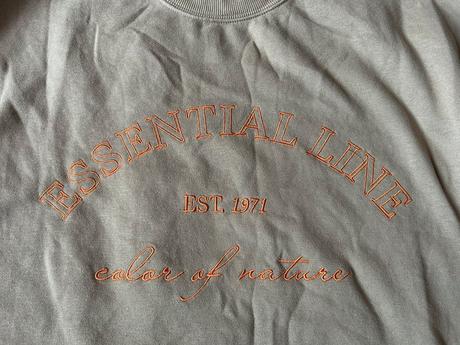 ESSENTIAL LINE
EST. 1971
color of nature